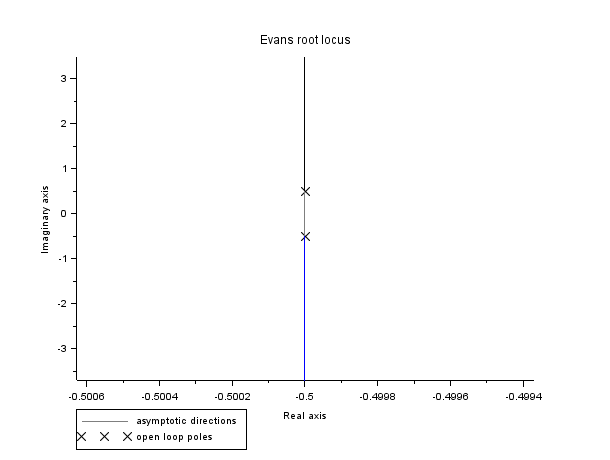 Evans root locus
3
2
1
0
-1
-2
-3
Imaginary axis
-0.5006 -0.5004 -0.5002 -0.5 -0.4998 -0.4996 -0.4994
Real axis
asymptotic directions
open loop poles